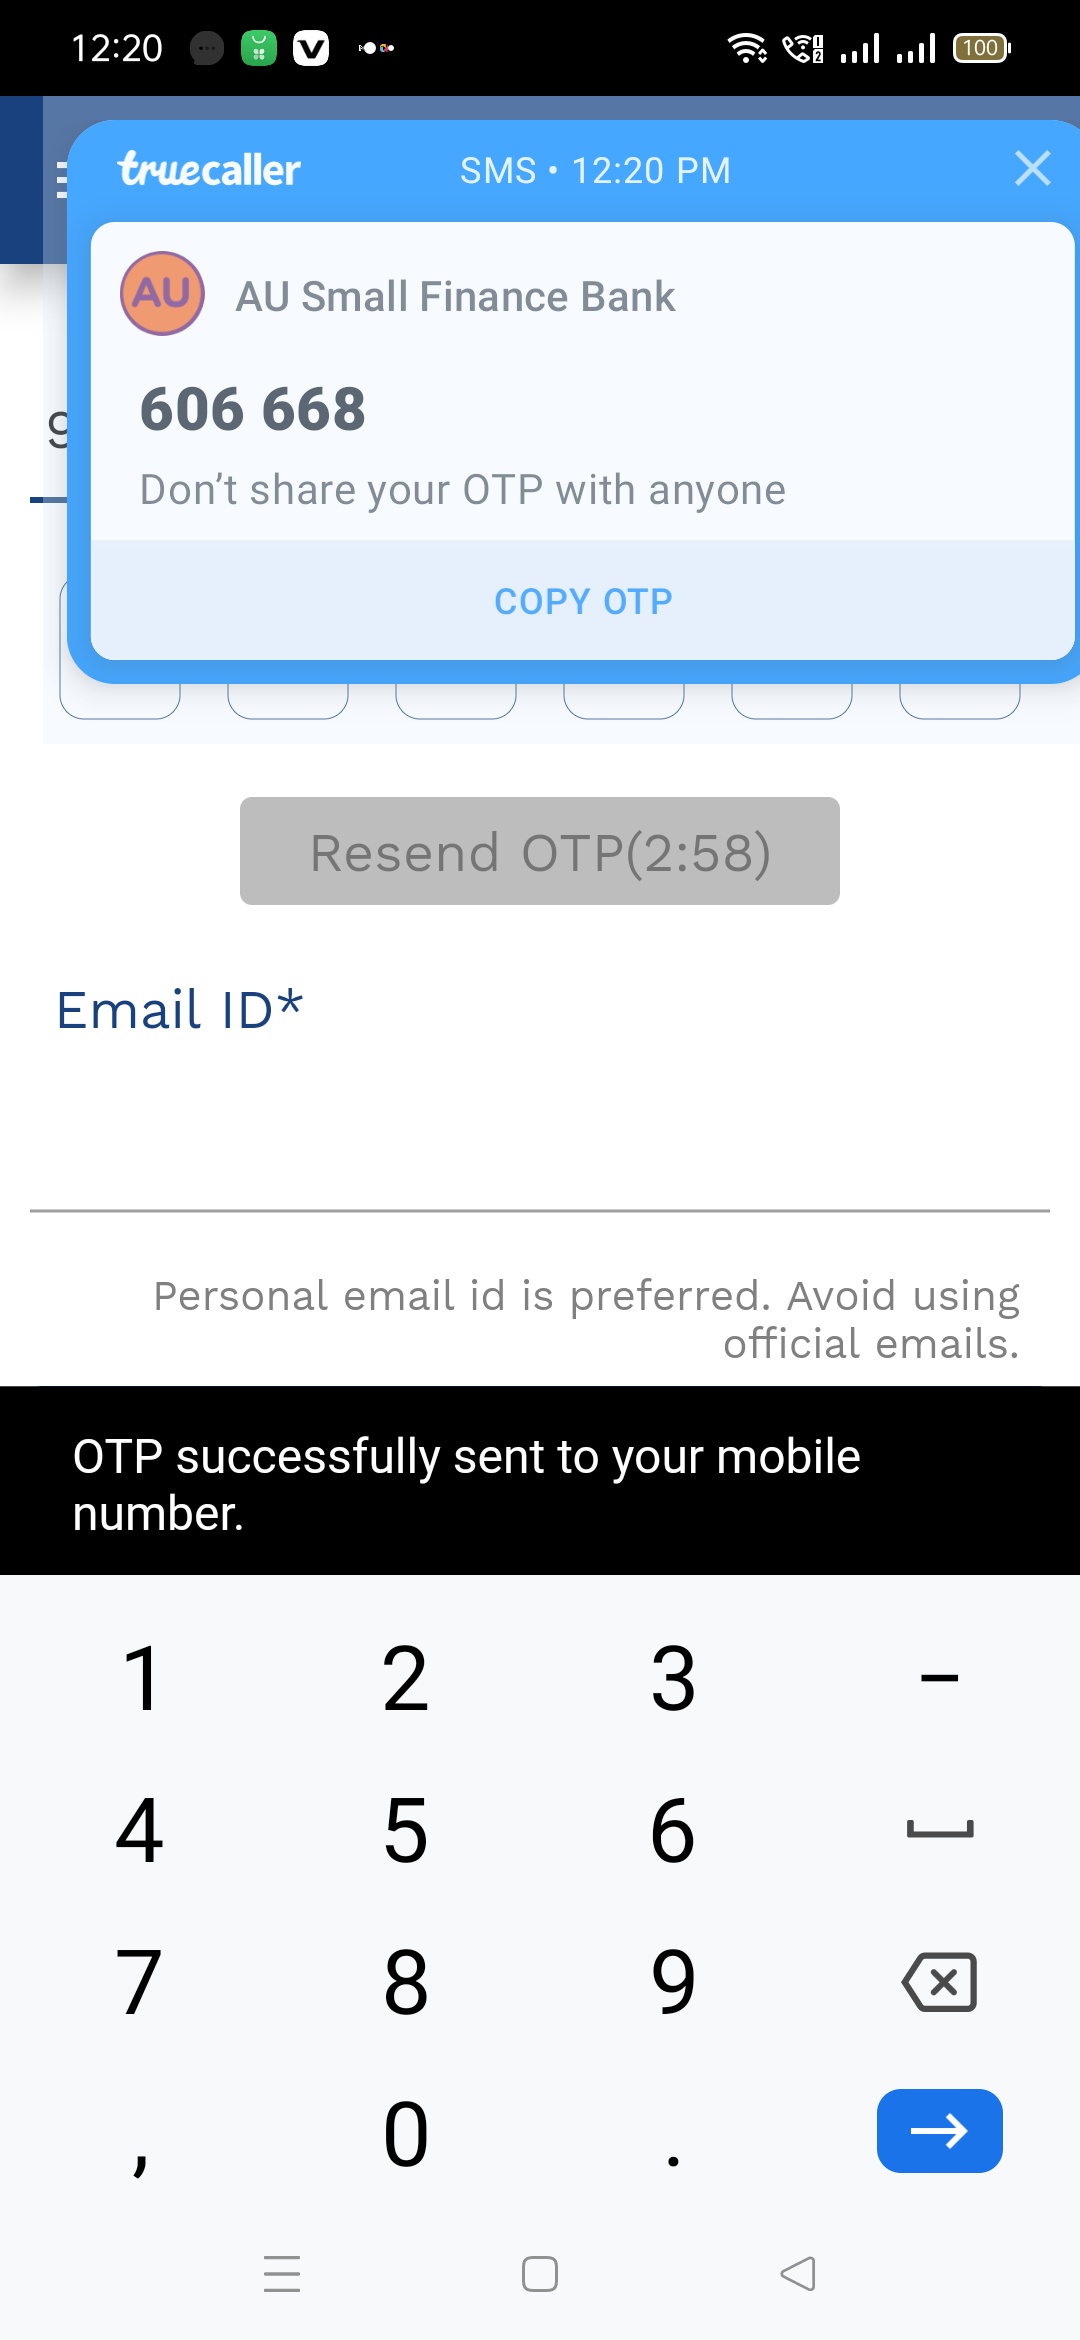 12:20
100
truecaller SMS • 12:20 PM
AU AU Small Finance Bank
606 668
Don't share your OTP with anyone
COPY OTP
Resend OTP(2:58)
Email ID*
Personal email id is preferred. Avoid using
official emails.
OTP successfully sent to your mobile
number.
1 2 3 –
4 5 6
7 8 9
, 0 .